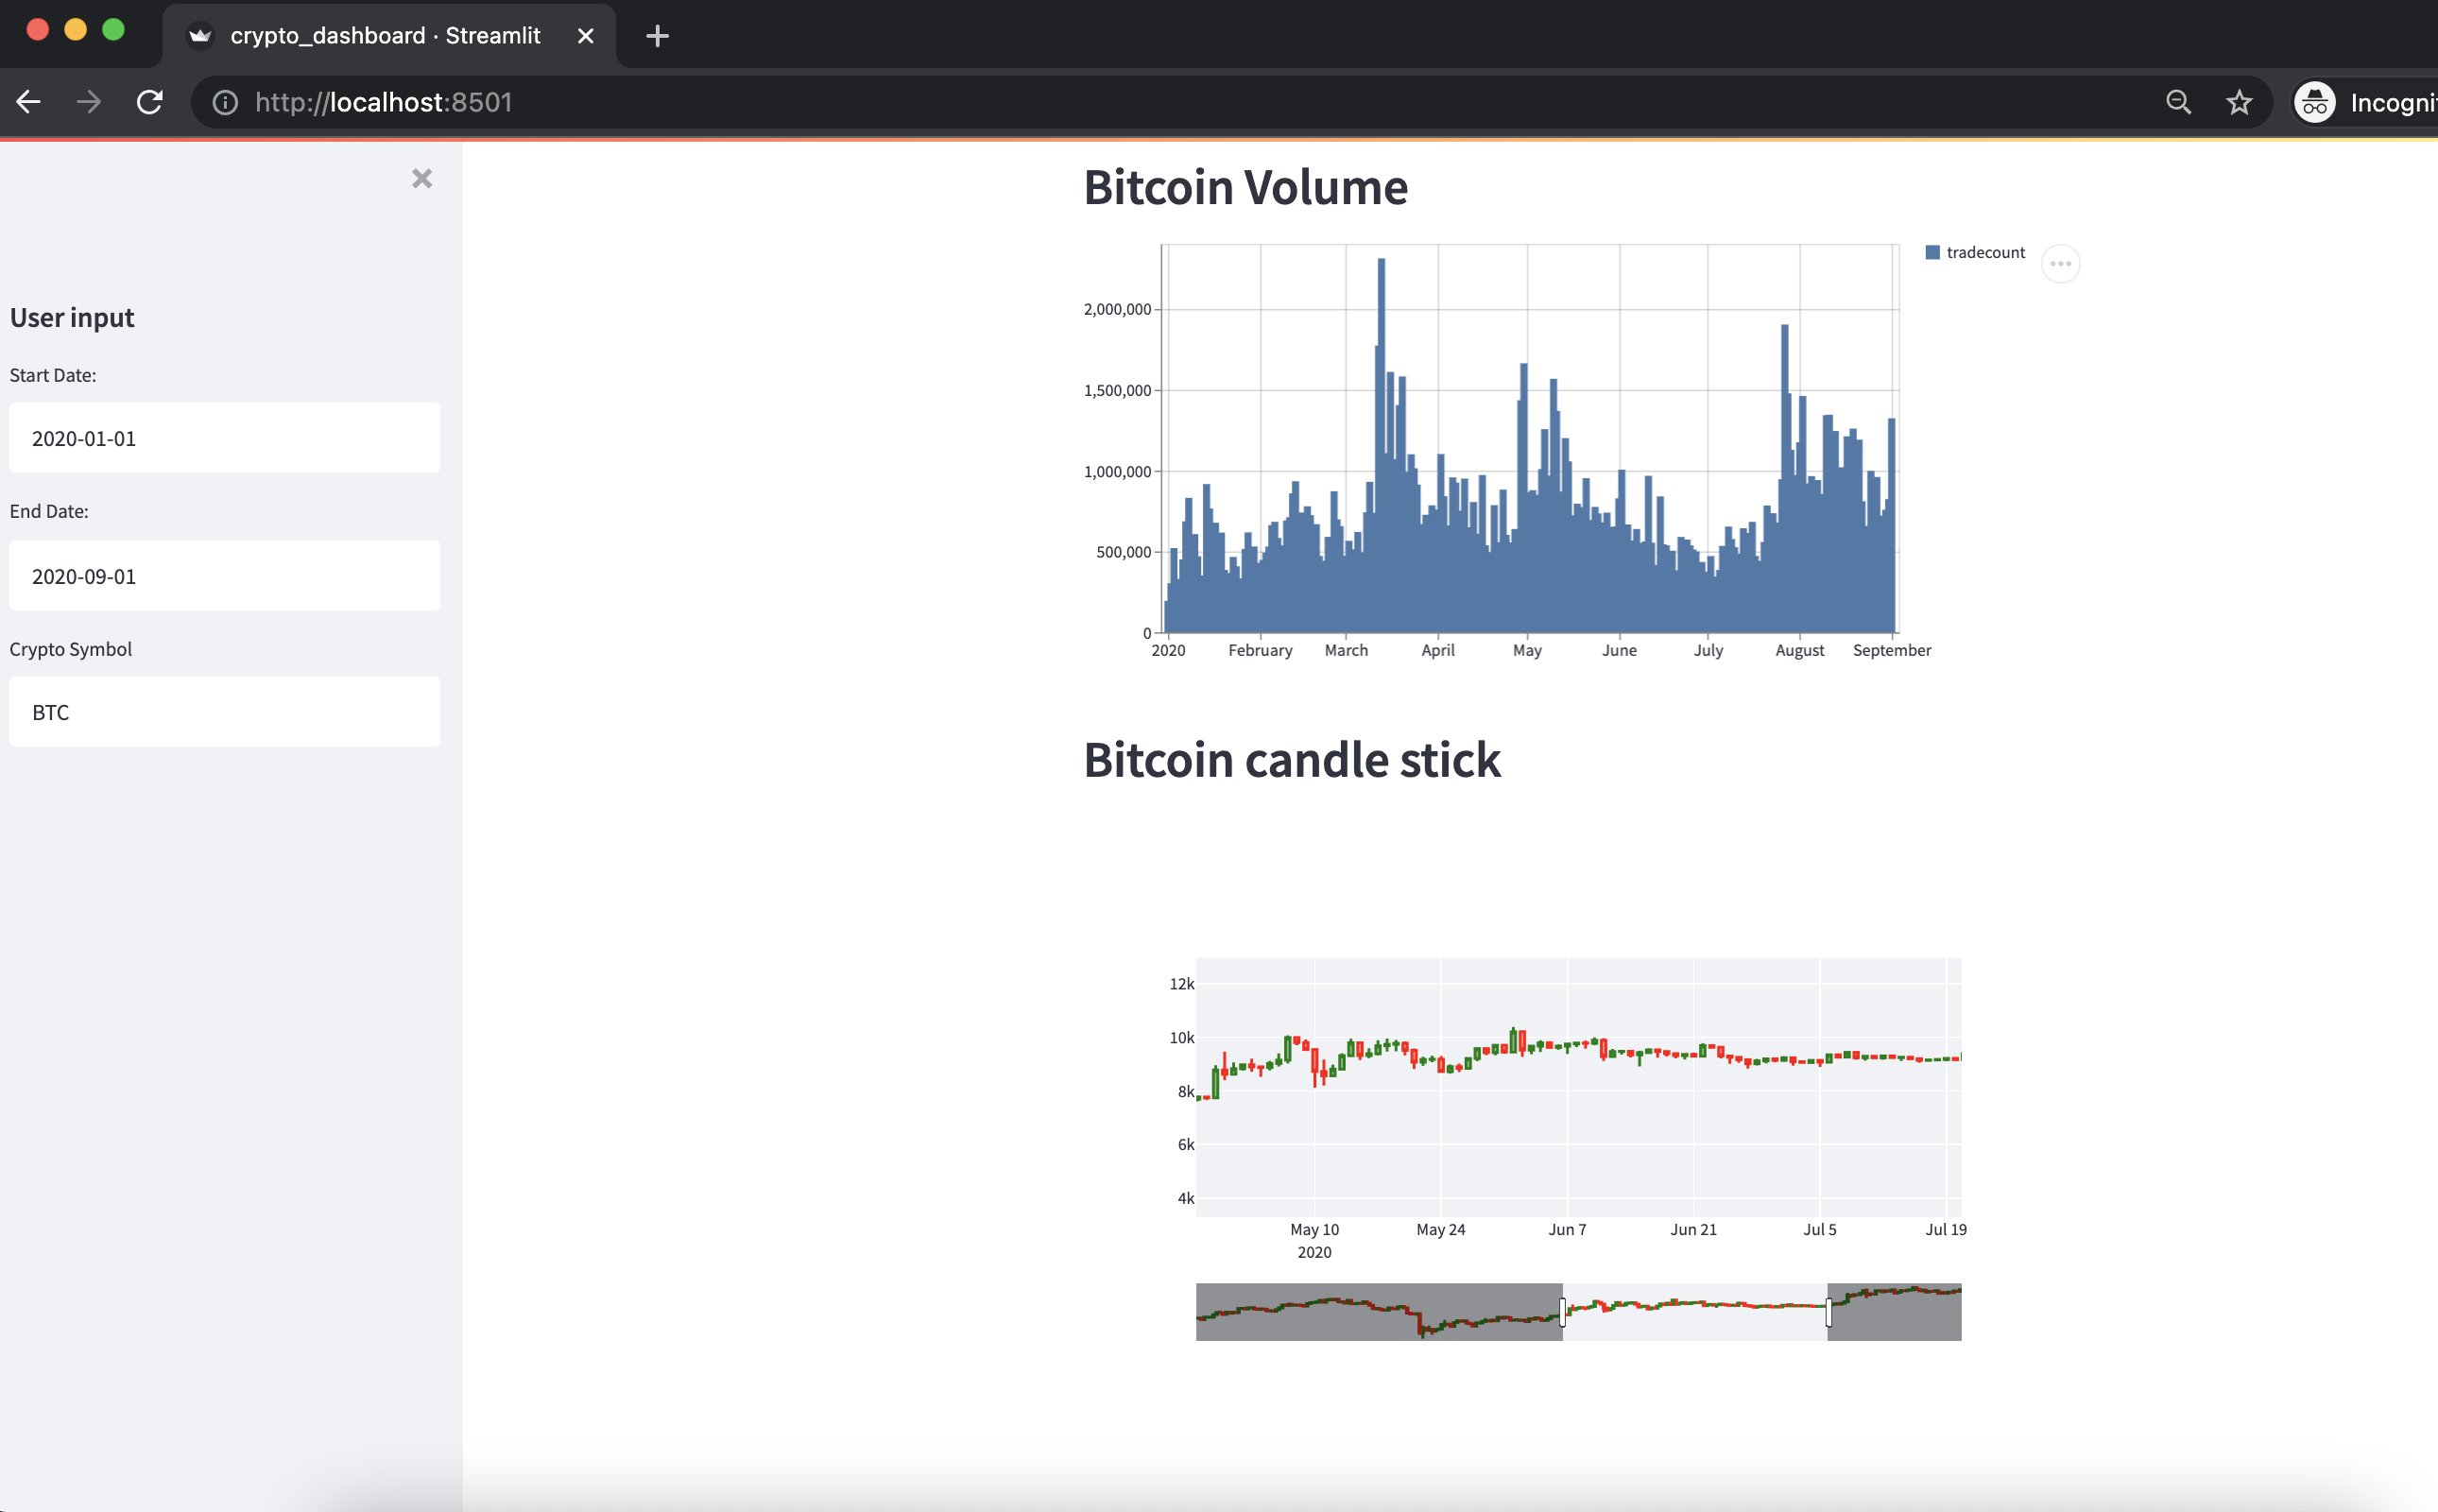 crypto_dashboard · Streamlit
http://localhost:8501
Incogni
User input
Start Date:
2020-01-01
End Date:
2020-09-01
Crypto Symbol
BTC
Bitcoin Volume
tradecount
2,000,000
1,500,000
1,000,000
500,000
0
2020 February March April May June July August September
Bitcoin candle stick
12k
10k
8k
6k
4k
May 10 May 24 Jun 7 Jun 21 Jul 5 Jul 19
2020